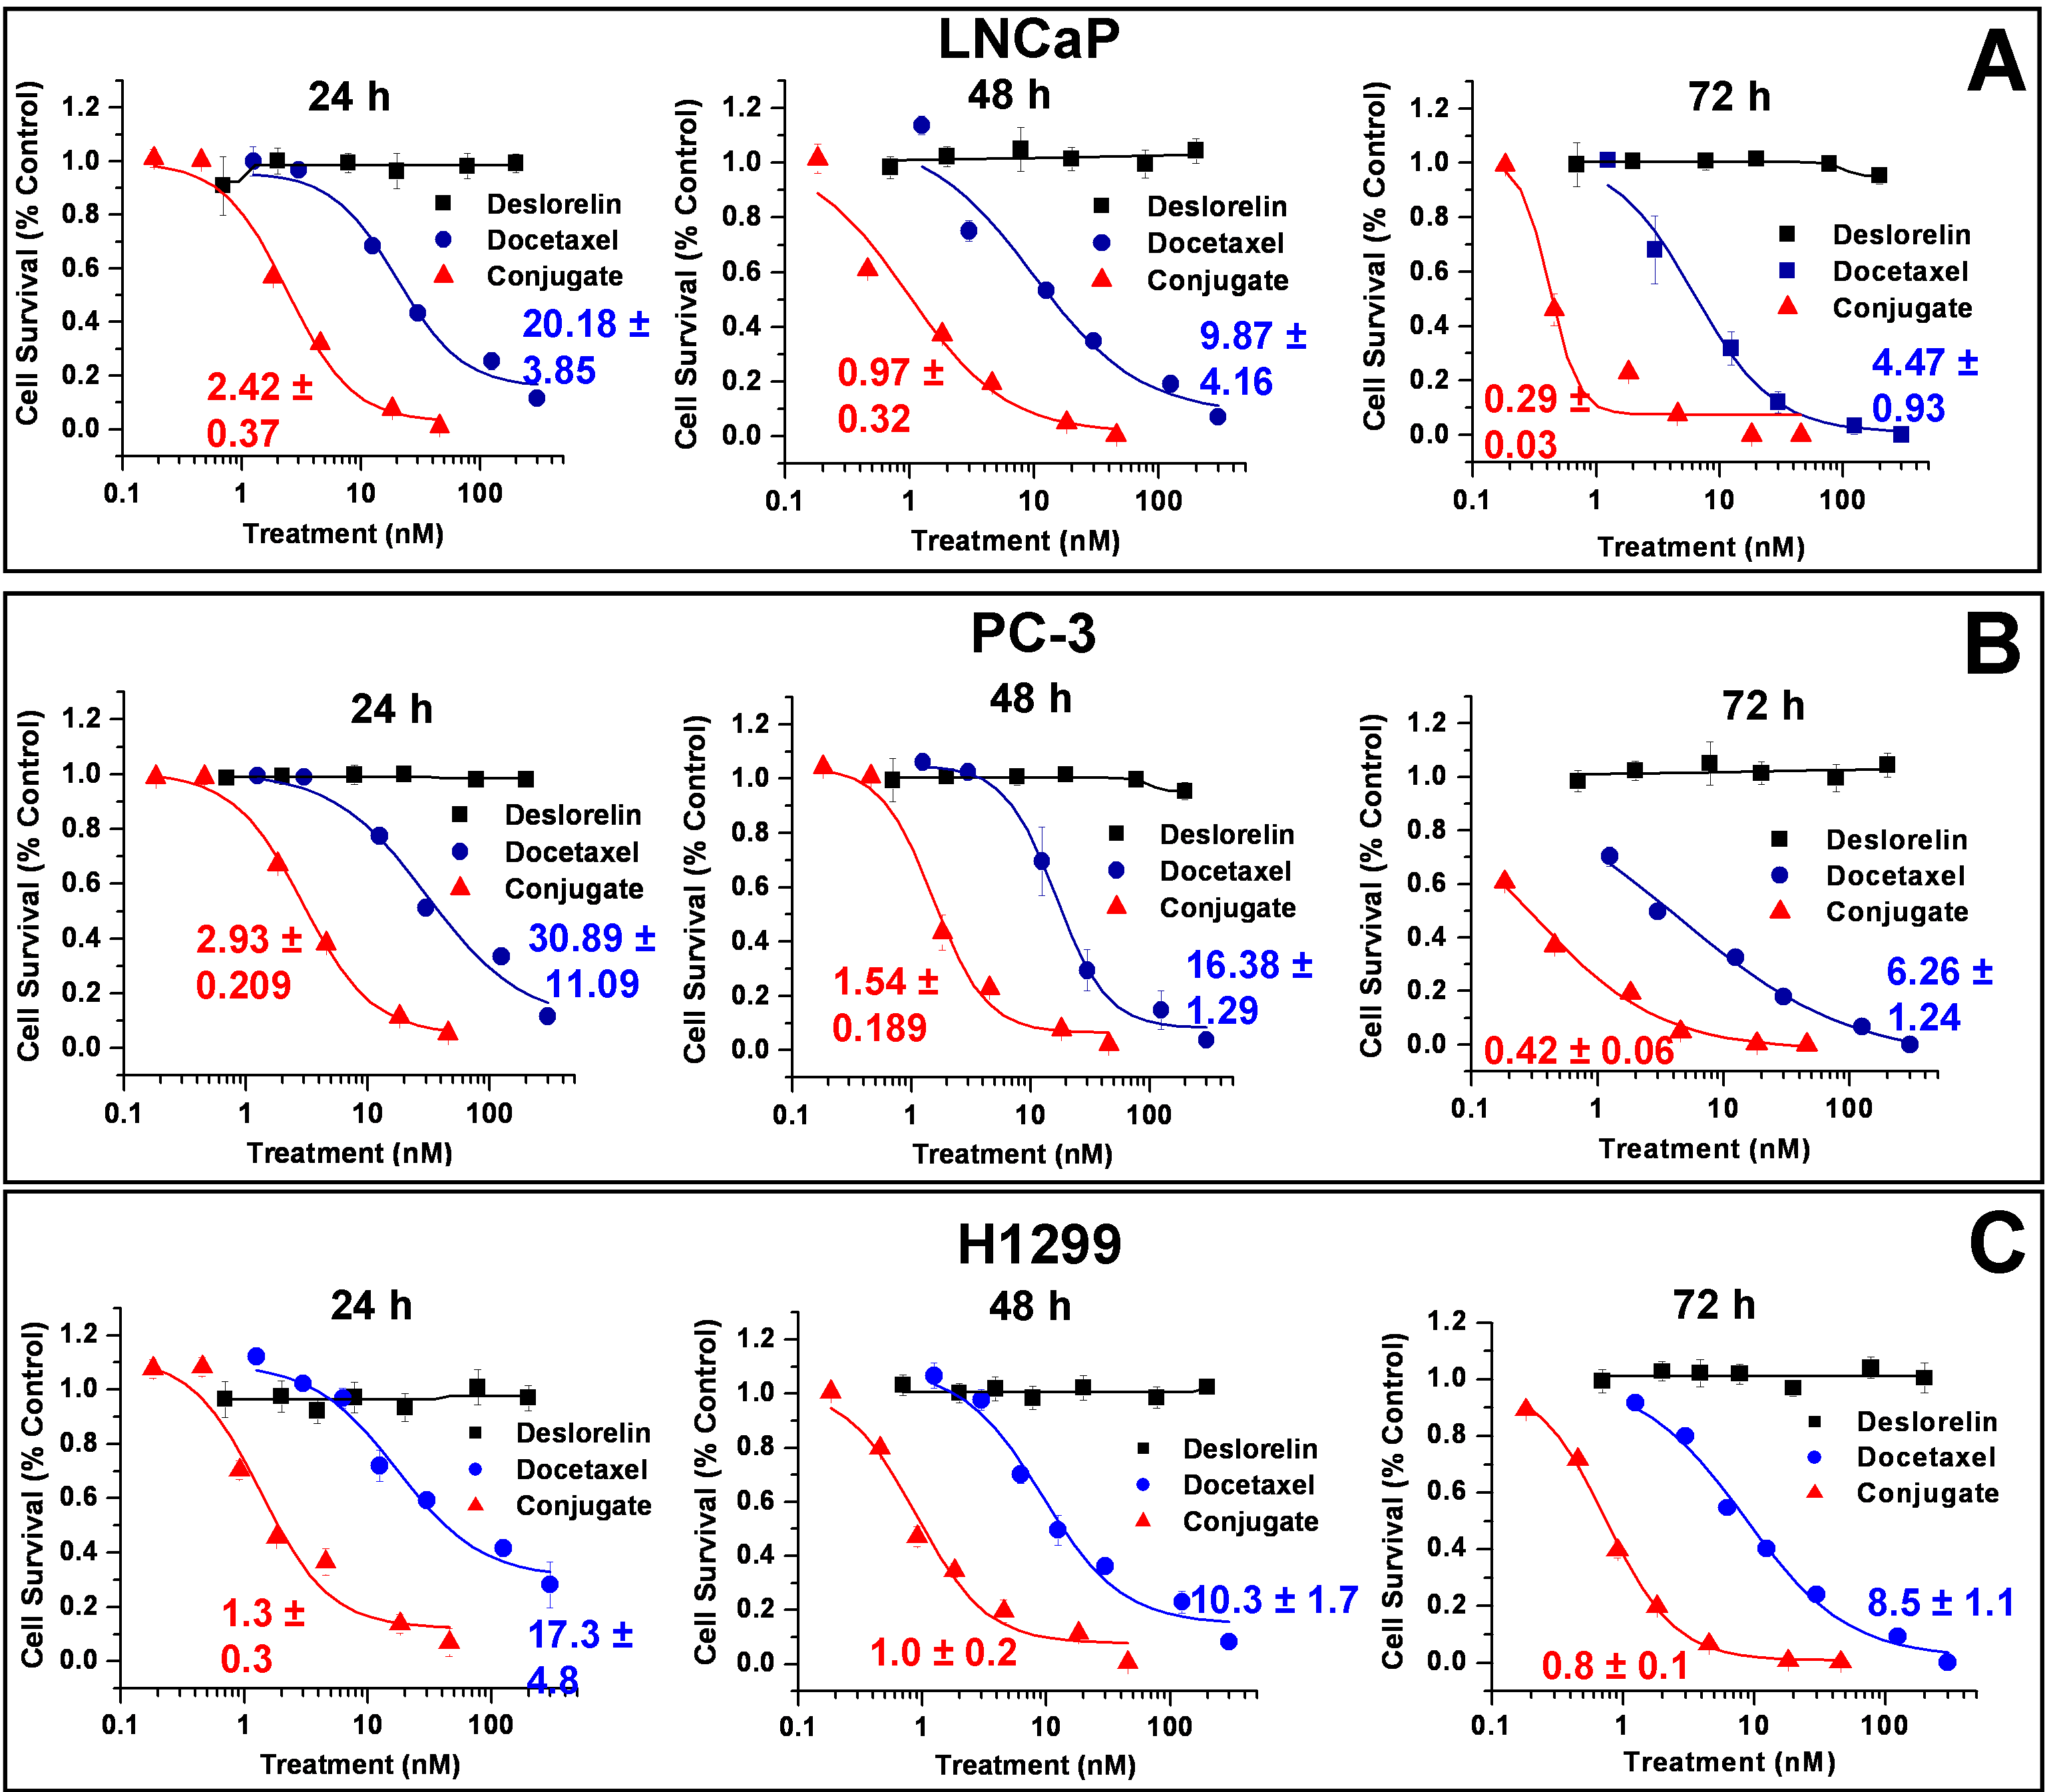 LNCaP
A
24 h
Cell Survival (% Control)
1.2
1.0
0.8
0.6
0.4
0.2
0.0
Deslorelin
Docetaxel
Conjugate
20.18 ±
3.85
2.42 ±
0.37
0.1 1 10 100
Treatment (nM)
48 h
Cell Survival (% Control)
1.2
1.0
0.8
0.6
0.4
0.2
0.0
Deslorelin
Docetaxel
Conjugate
9.87 ±
4.16
0.97 ±
0.32
0.1 1 10 100
Treatment (nM)
72 h
Cell Survival (% Control)
1.2
1.0
0.8
0.6
0.4
0.2
0.0
Deslorelin
Docetaxel
Conjugate
4.47 ±
0.93
0.29 ±
0.03
0.1 1 10 100
Treatment (nM)
PC-3
B
24 h
Cell Survival (% Control)
1.2
1.0
0.8
0.6
0.4
0.2
0.0
Deslorelin
Docetaxel
Conjugate
30.89 ±
11.09
2.93 ±
0.209
0.1 1 10 100
Treatment (nM)
48 h
Cell Survival (% Control)
1.2
1.0
0.8
0.6
0.4
0.2
0.0
Deslorelin
Docetaxel
Conjugate
16.38 ±
1.29
1.54 ±
0.189
0.1 1 10 100
Treatment (nM)
72 h
Cell Survival (% Control)
1.2
1.0
0.8
0.6
0.4
0.2
0.0
Deslorelin
Docetaxel
Conjugate
6.26 ±
1.24
0.42 ± 0.06
0.1 1 10 100
Treatment (nM)
H1299
C
24 h
Cell Survival (% Control)
1.2
1.0
0.8
0.6
0.4
0.2
0.0
Deslorelin
Docetaxel
Conjugate
1.3 ±
0.3
17.3 ±
4.8
0.1 1 10 100
Treatment (nM)
48 h
Cell Survival (% Control)
1.2
1.0
0.8
0.6
0.4
0.2
0.0
Deslorelin
Docetaxel
Conjugate
10.3 ± 1.7
1.0 ± 0.2
0.1 1 10 100
Treatment (nM)
72 h
Cell Survival (% Control)
1.2
1.0
0.8
0.6
0.4
0.2
0.0
Deslorelin
Docetaxel
Conjugate
8.5 ± 1.1
0.8 ± 0.1
0.1 1 10 100
Treatment (nM)